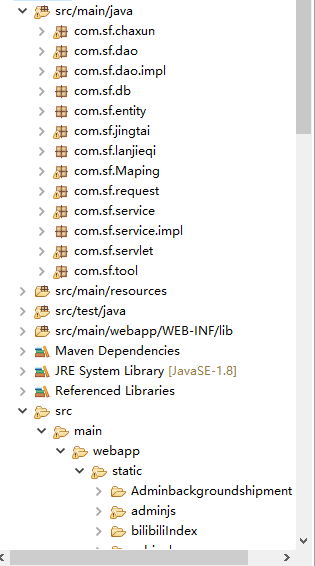 src/main/java
com.sf.chaxun
com.sf.dao
com.sf.dao.impl
com.sf.db
com.sf.entity
com.sf.jingtai
com.sf.lanjieqi
com.sf.Maping
com.sf.request
com.sf.service
com.sf.service.impl
com.sf.servlet
com.sf.tool
src/main/resources
src/test/java
src/main/webapp/WEB-INF/lib
Maven Dependencies
JRE System Library [JavaSE-1.8]
Referenced Libraries
src
main
webapp
static
Adminbackgroundshipment
adminjs
bilibiliIndex